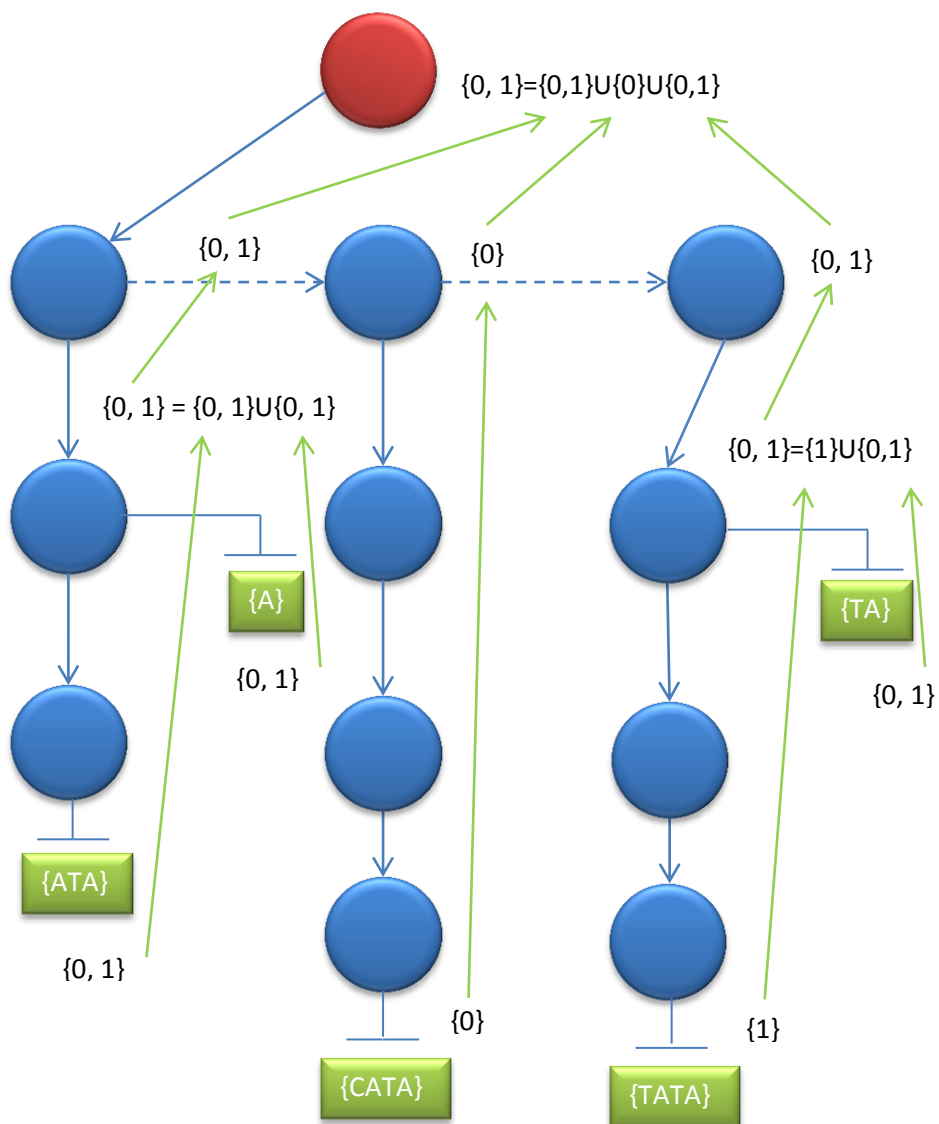 {0, 1}={0,1}U{0}U{0,1}
{0, 1}
{0}
{0, 1}
{0, 1} = {0, 1}U{0, 1}
{0, 1}={1}U{0,1}
{A}
{TA}
{0, 1}
{0, 1}
{ATA}
{0, 1}
{0}
{1}
{CATA}
{TATA}